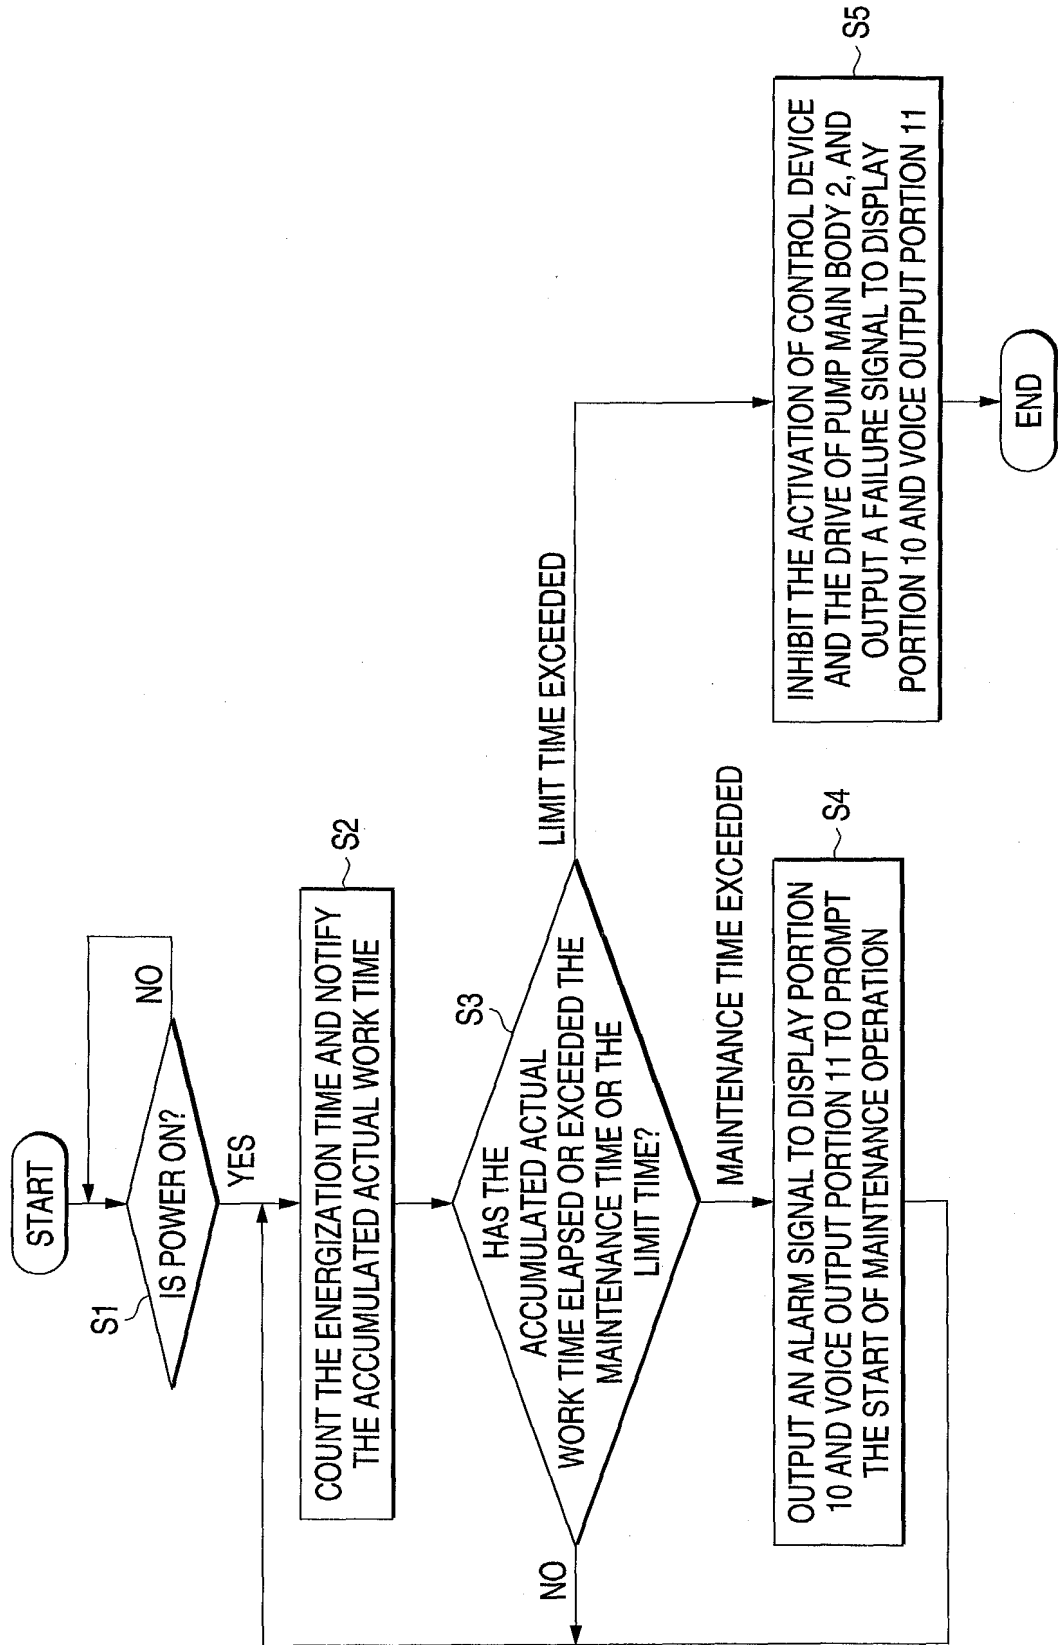 START
S1
IS POWER ON?
NO
YES
S2
COUNT THE ENERGIZATION TIME AND NOTIFY
THE ACCUMULATED ACTUAL WORK TIME
S3
HAS THE
ACCUMULATED ACTUAL
WORK TIME ELAPSED OR EXCEEDED THE
MAINTENANCE TIME OR THE
LIMIT TIME?
NO
LIMIT TIME EXCEEDED
MAINTENANCE TIME EXCEEDED
S4
OUTPUT AN ALARM SIGNAL TO DISPLAY PORTION
10 AND VOICE OUTPUT PORTION 11 TO PROMPT
THE START OF MAINTENANCE OPERATION
S5
INHIBIT THE ACTIVATION OF CONTROL DEVICE
AND THE DRIVE OF PUMP MAIN BODY 2, AND
OUTPUT A FAILURE SIGNAL TO DISPLAY
PORTION 10 AND VOICE OUTPUT PORTION 11
END